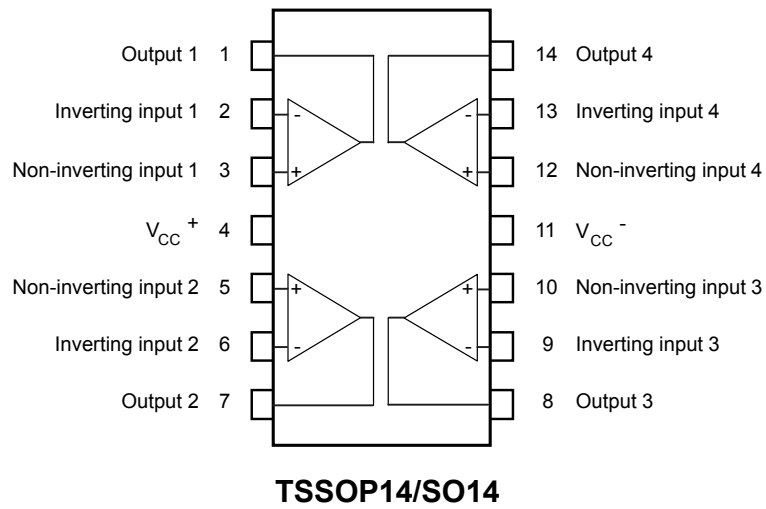 Output 1 1 14 Output 4
Inverting input 1 2 - - 13 Inverting input 4
Non-inverting input 1 3 + + 12 Non-inverting input 4
VCC + 4 11 VCC -
Non-inverting input 2 5 + + 10 Non-inverting input 3
Inverting input 2 6 - - 9 Inverting input 3
Output 2 7 8 Output 3
TSSOP14/SO14